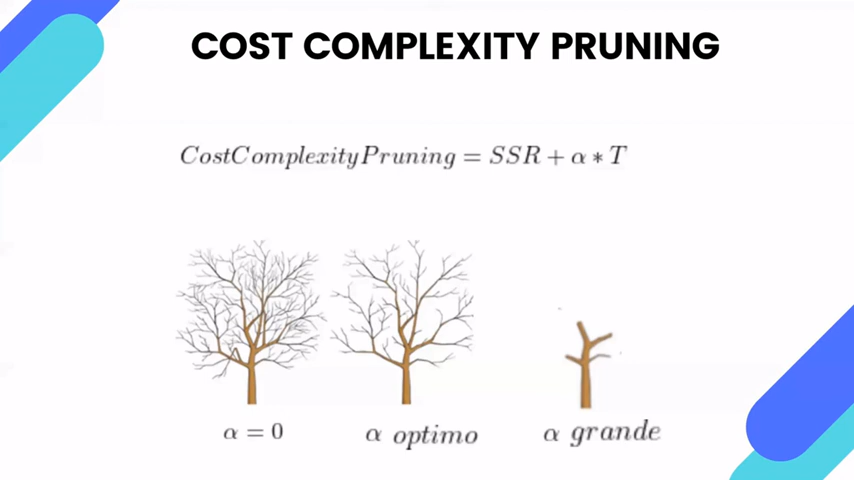 COST COMPLEXITY PRUNING
CostComplexityPruning = SSR + α * T
α = 0
α optimo
α grande